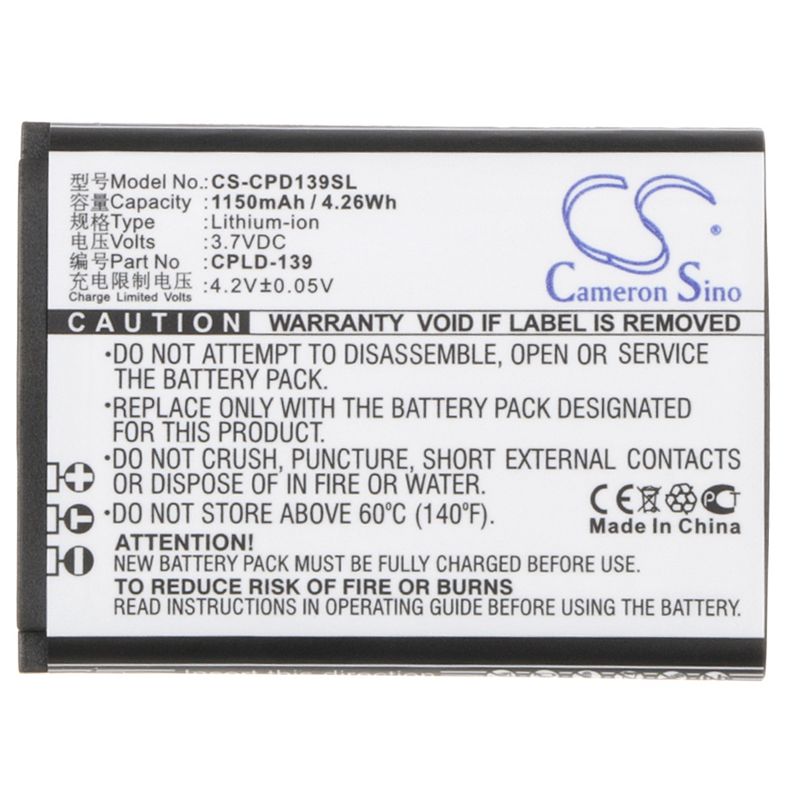 型号Model No.: CS-CPD139SL
容量Capacity: 1150mAh / 4.26Wh
规格Type: Lithium-ion
电压Volts: 3.7VDC
编号Part No : CPLD-139
充电限制电压: 4.2V±0.05V
Charge Limited Volts
CS
Cameron Sino
CAUTION WARRANTY VOID IF LABEL IS REMOVED
•DO NOT ATTEMPT TO DISASSEMBLE, OPEN OR SERVICE
THE BATTERY PACK.
•REPLACE ONLY WITH THE BATTERY PACK DESIGNATED
FOR THIS PRODUCT.
•DO NOT CRUSH, PUNCTURE, SHORT EXTERNAL CONTACTS
OR DISPOSE OF IN FIRE OR WATER.
•DO NOT STORE ABOVE 60°C (140°F).
CE
Made In China
ATTENTION!
NEW BATTERY PACK MUST BE FULLY CHARGED BEFORE USE.
TO REDUCE RISK OF FIRE OR BURNS
READ INSTRUCTIONS IN OPERATING GUIDE BEFORE USING THE BATTERY.
Insert this direction